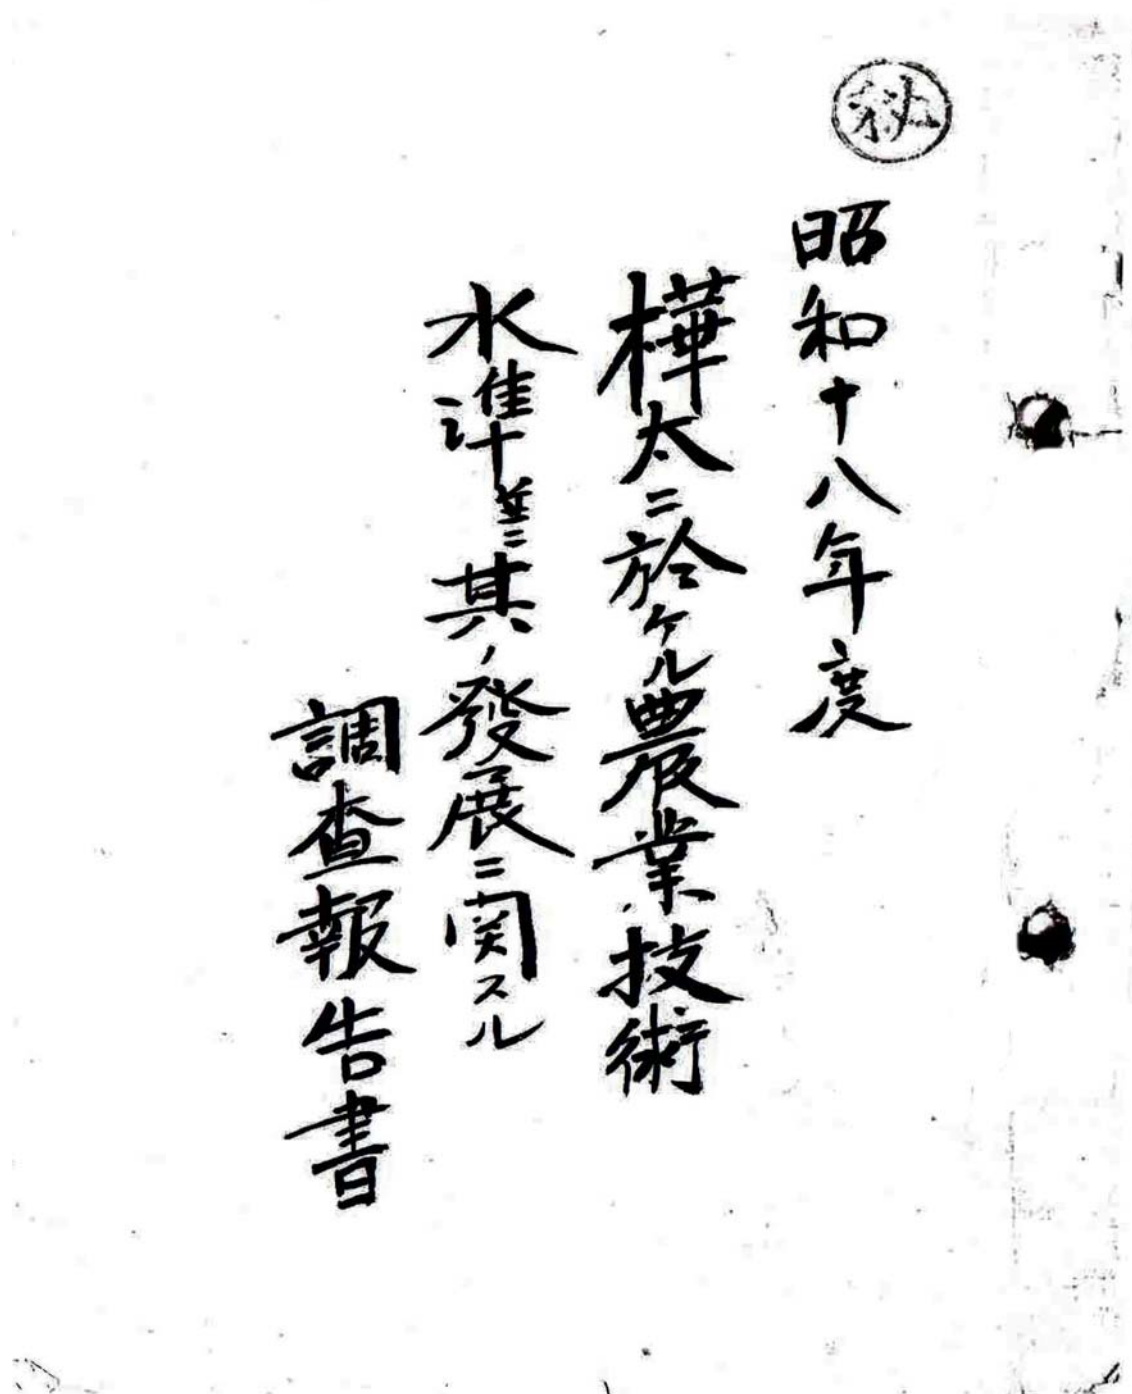 秘
昭和十八年度
樺太ニ於ケル農業技術
水準並ニ其ノ發展ニ関スル
調査報告書